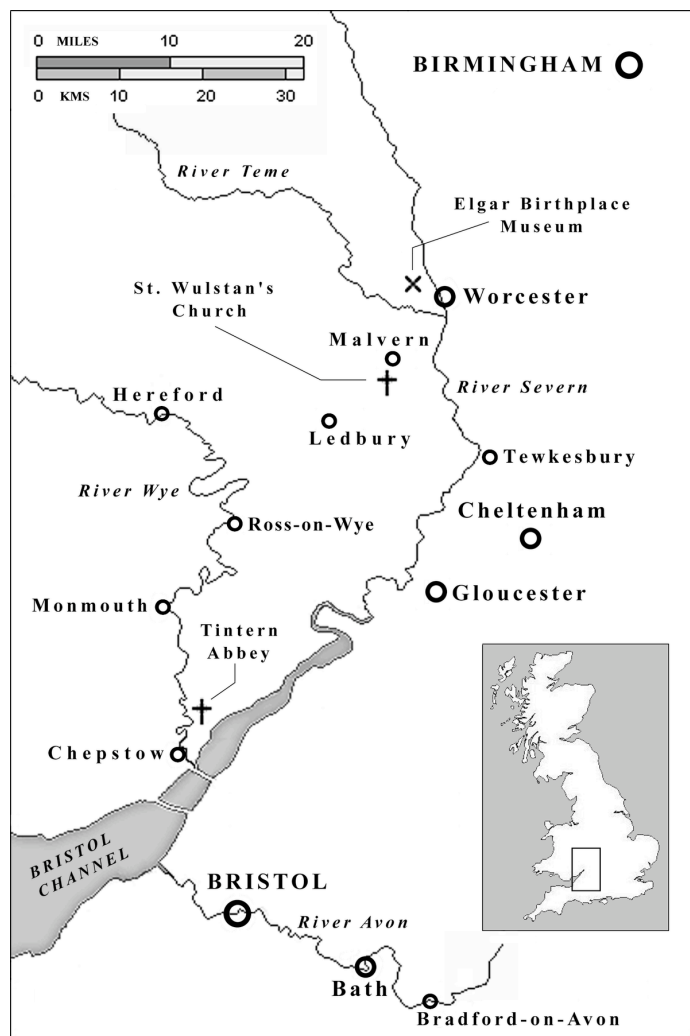 0 MILES 10 20
0 KMS 10 20 30
BIRMINGHAM
River Teme
Elgar Birthplace
Museum
St. Wulstan's
Church
Worcester
Malvern
River Severn
Hereford
Ledbury
Tewkesbury
River Wye
Cheltenham
Ross-on-Wye
Gloucester
Monmouth
Tintern
Abbey
Chepstow
BRISTOL
CHANNEL
BRISTOL
River Avon
Bath
Bradford-on-Avon